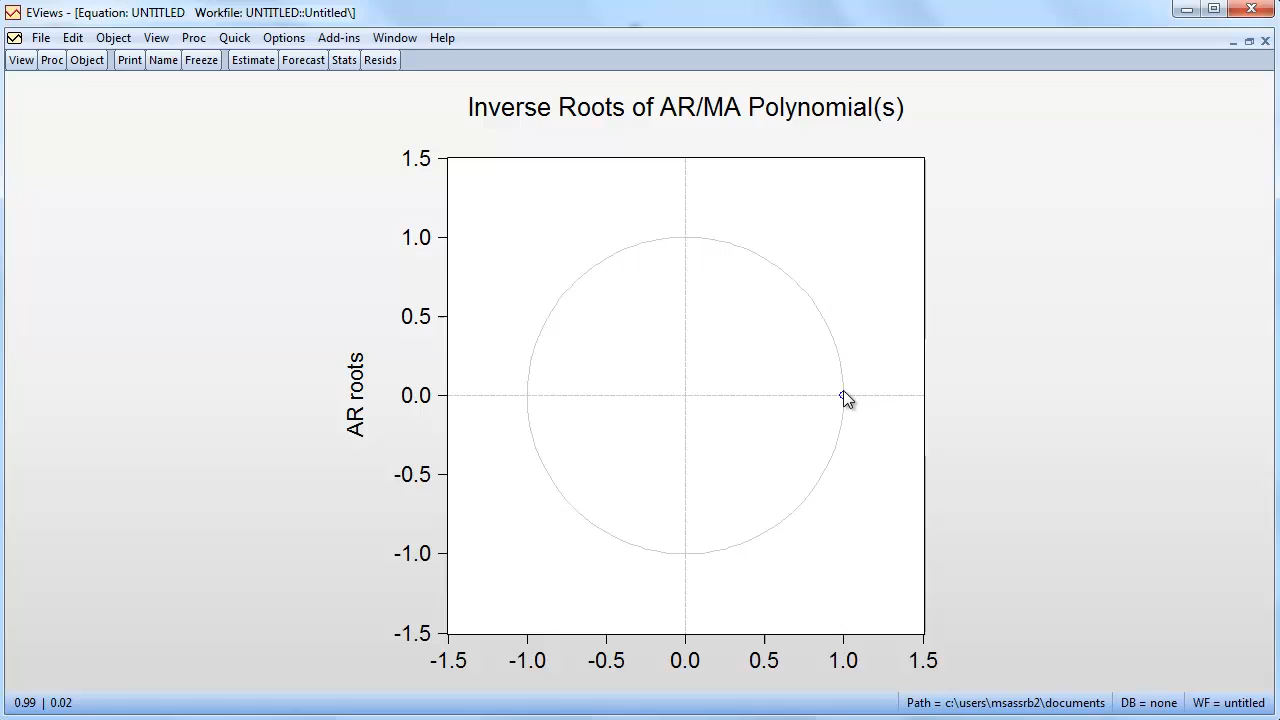 EViews - [Equation: UNTITLED   Workfile: UNTITLED::Untitled\]
File Edit Object View Proc Quick Options Add-ins Window Help
View Proc Object Print Name Freeze Estimate Forecast Stats Resids
Inverse Roots of AR/MA Polynomial(s)
1.5
1.0
0.5
0.0
-0.5
-1.0
-1.5
AR roots
-1.5 -1.0 -0.5 0.0 0.5 1.0 1.5
0.99 | 0.02 Path = c:\users\msassrb2\documents DB = none WF = untitled